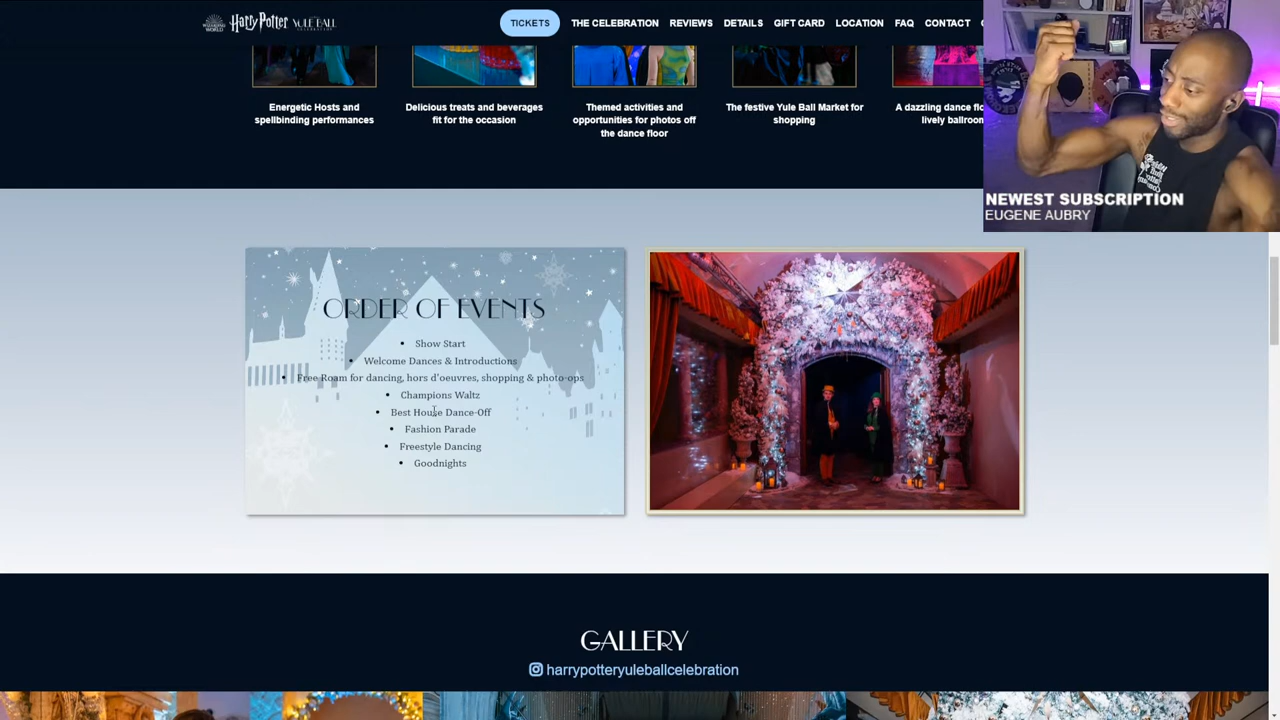 WIZARDING WORLD
Harry Potter
YULE BALL
CELEBRATION
TICKETS
THE CELEBRATION
REVIEWS
DETAILS
GIFT CARD
LOCATION
FAQ
CONTACT
Energetic Hosts and
spellbinding performances
Delicious treats and beverages
fit for the occasion
Themed activities and
opportunities for photos off
the dance floor
The festive Yule Ball Market for
shopping
A dazzling dance
NEWEST SUBSCRIPTION
EUGENE AUBRY
ORDER OF EVENTS
• Show Start
• Welcome Dances & Introductions
• Free Roam for dancing, hors d'oeuvres, shopping & photo-ops
• Champions Waltz
• Best House Dance-Off
• Fashion Parade
• Freestyle Dancing
• Goodnights
GALLERY
harrypotteryuleballcelebration